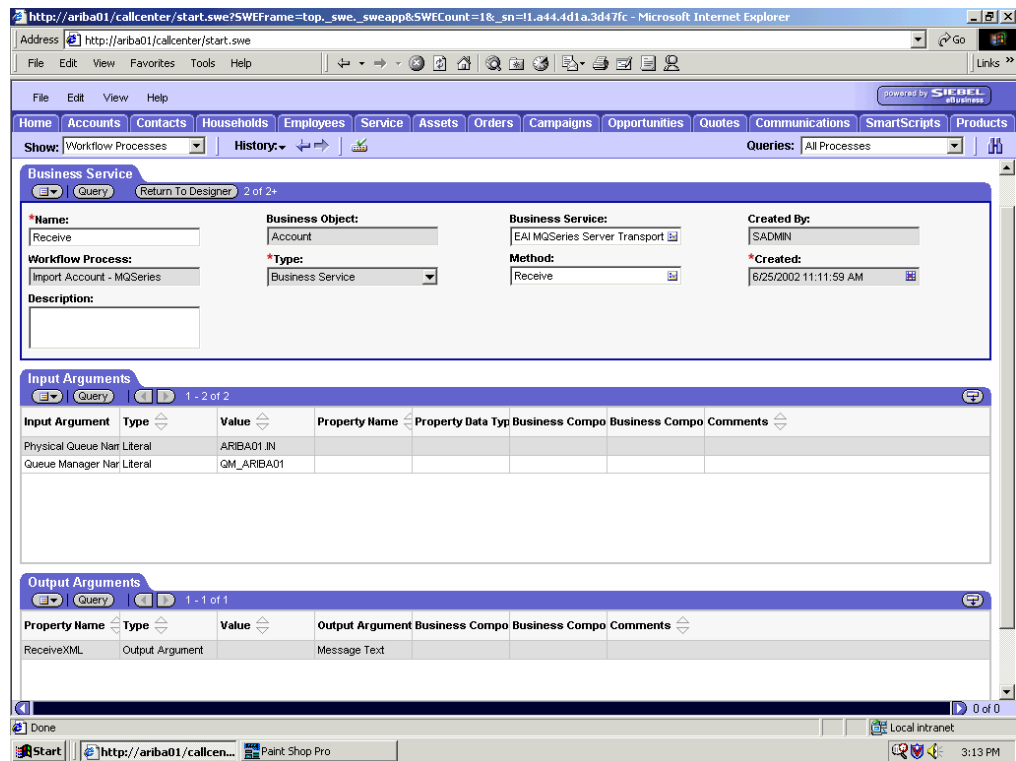 http://ariba01/callcenter/start.swe?SWEFrame=top._swe._sweapp&SWECount=1&_sn=!1.a44.4d1a.3d47fc - Microsoft Internet Explorer
Address http://ariba01/callcenter/start.swe Go
File Edit View Favorites Tools Help Links »
File Edit View Help powered by SIEBEL eBusiness
Home Accounts Contacts Households Employees Service Assets Orders Campaigns Opportunities Quotes Communications SmartScripts Products
Show: Workflow Processes History: Queries: All Processes
Business Service
Query Return To Designer 2 of 2+
*Name: Business Object: Business Service: Created By:
Receive Account EAI MQSeries Server Transport SADMIN
Workflow Process: *Type: Method: *Created:
Import Account - MQSeries Business Service Receive 6/25/2002 11:11:59 AM
Description:
Input Arguments
Query 1 - 2 of 2
Input Argument Type Value Property Name Property Data Typ Business Compo Business Compo Comments
Physical Queue Nam Literal ARIBA01.IN
Queue Manager Nar Literal QM_ARIBA01
Output Arguments
Query 1 - 1 of 1
Property Name Type Value Output Argument Business Compo Business Compo Comments
ReceiveXML Output Argument Message Text
0 of 0
Done Local intranet
Start http://ariba01/callcen... Paint Shop Pro 3:13 PM